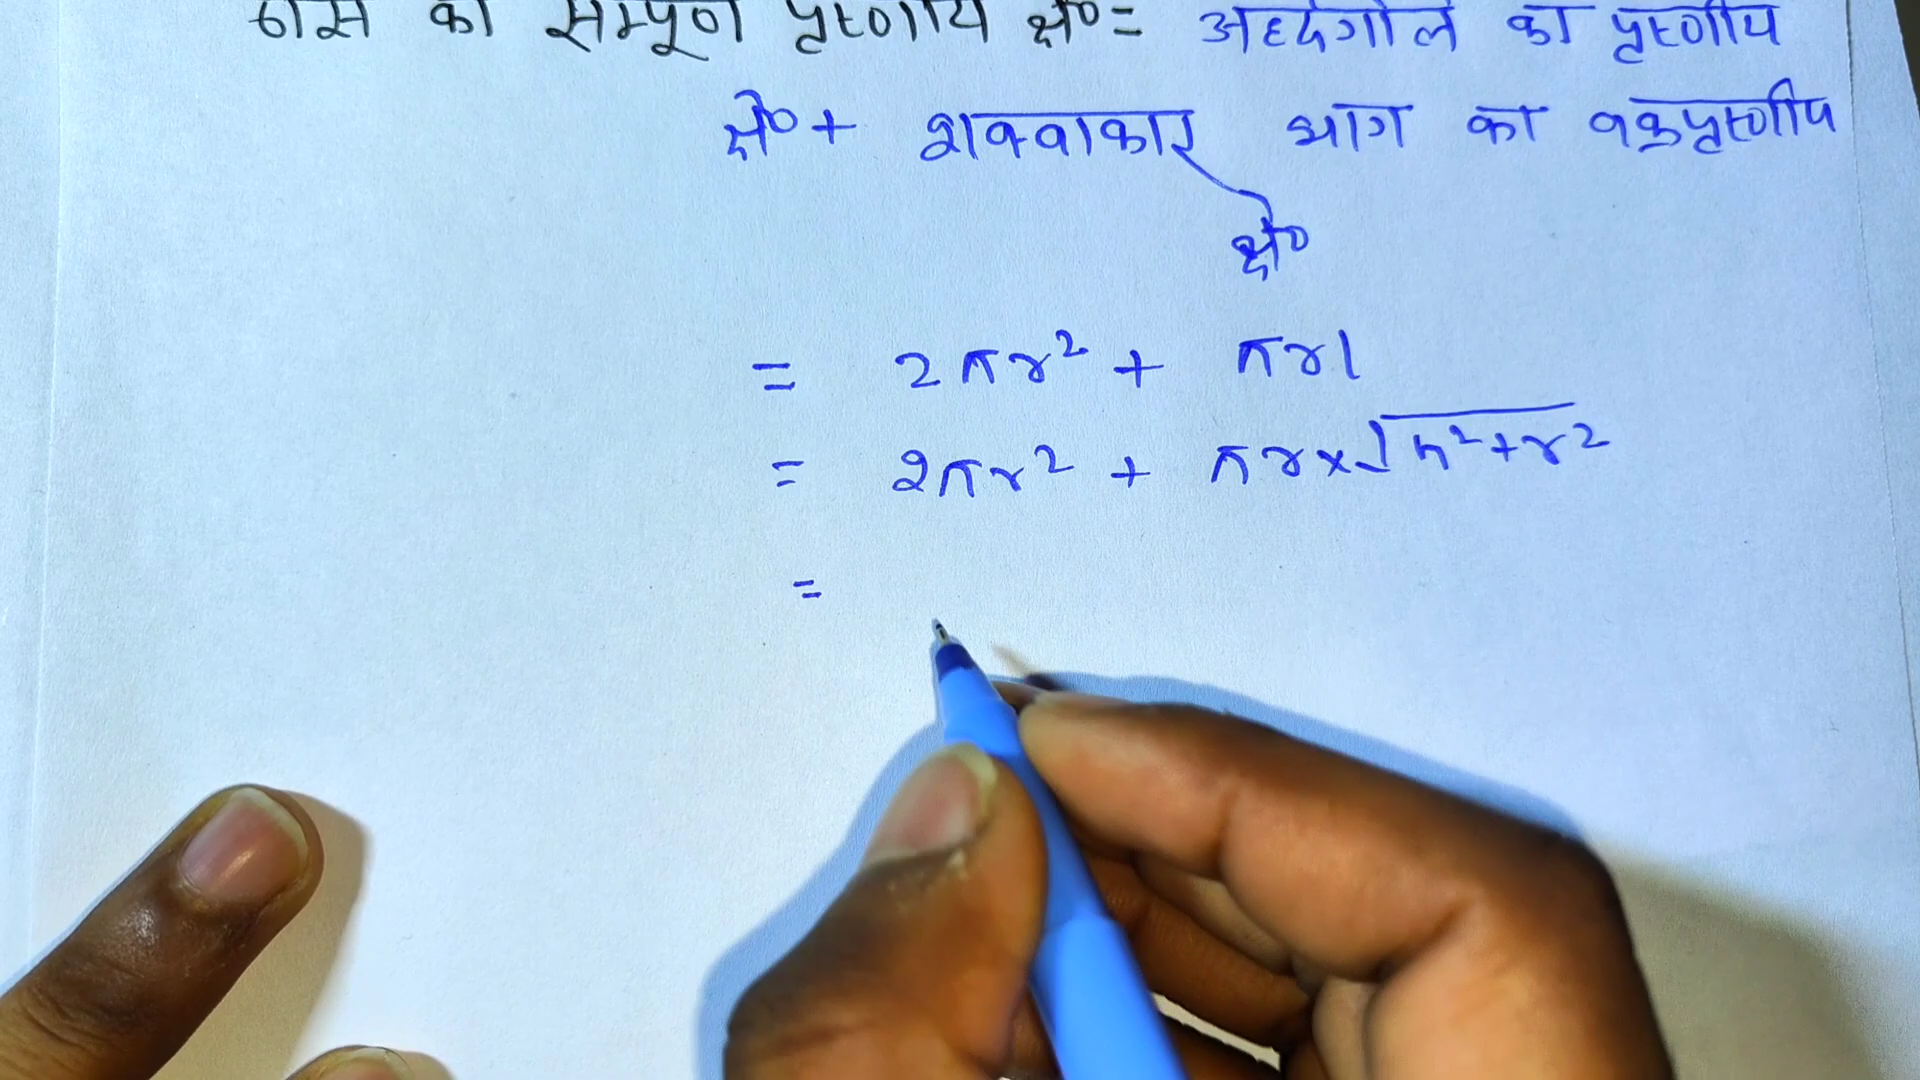 ठोस का सम्पूर्ण पृष्ठीय क्षे० = अर्द्धगोले का पृष्ठीय
क्षे० + शंक्वाकार भाग का वक्रपृष्ठीय
क्षे०
= 2πr² + πrl
= 2πr² + πr×√h²+r²
=